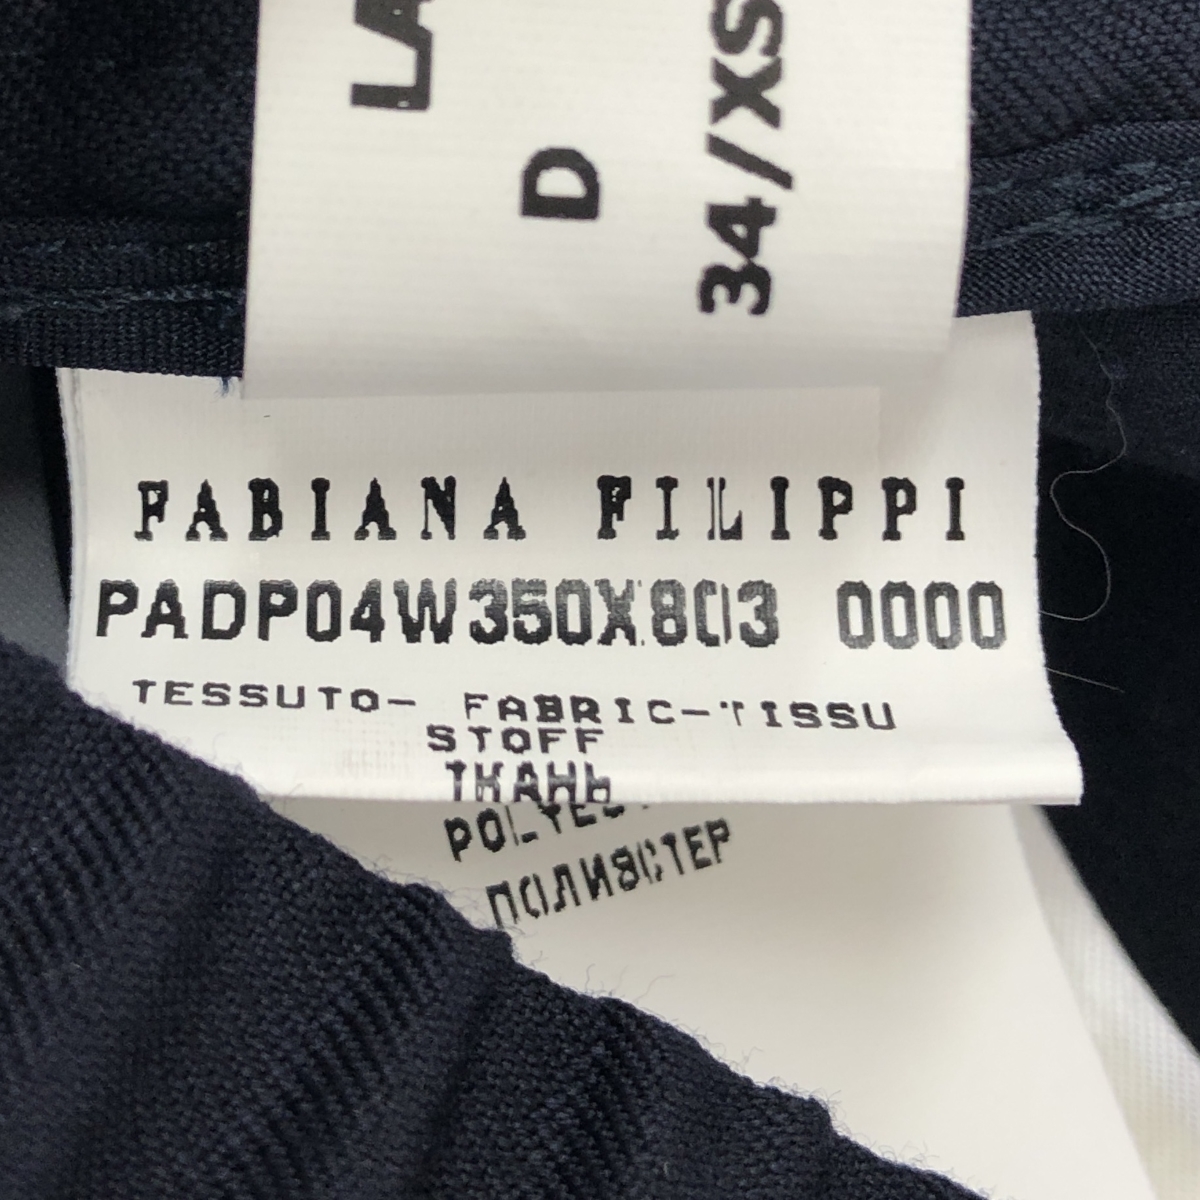 D
34/XS
FABIANA FILIPPI
PADP04W350X803 0000
TESSUTO- FABRIC-TISSU
STOFF
ТКАНЬ
ПОЛИЭСТЕР